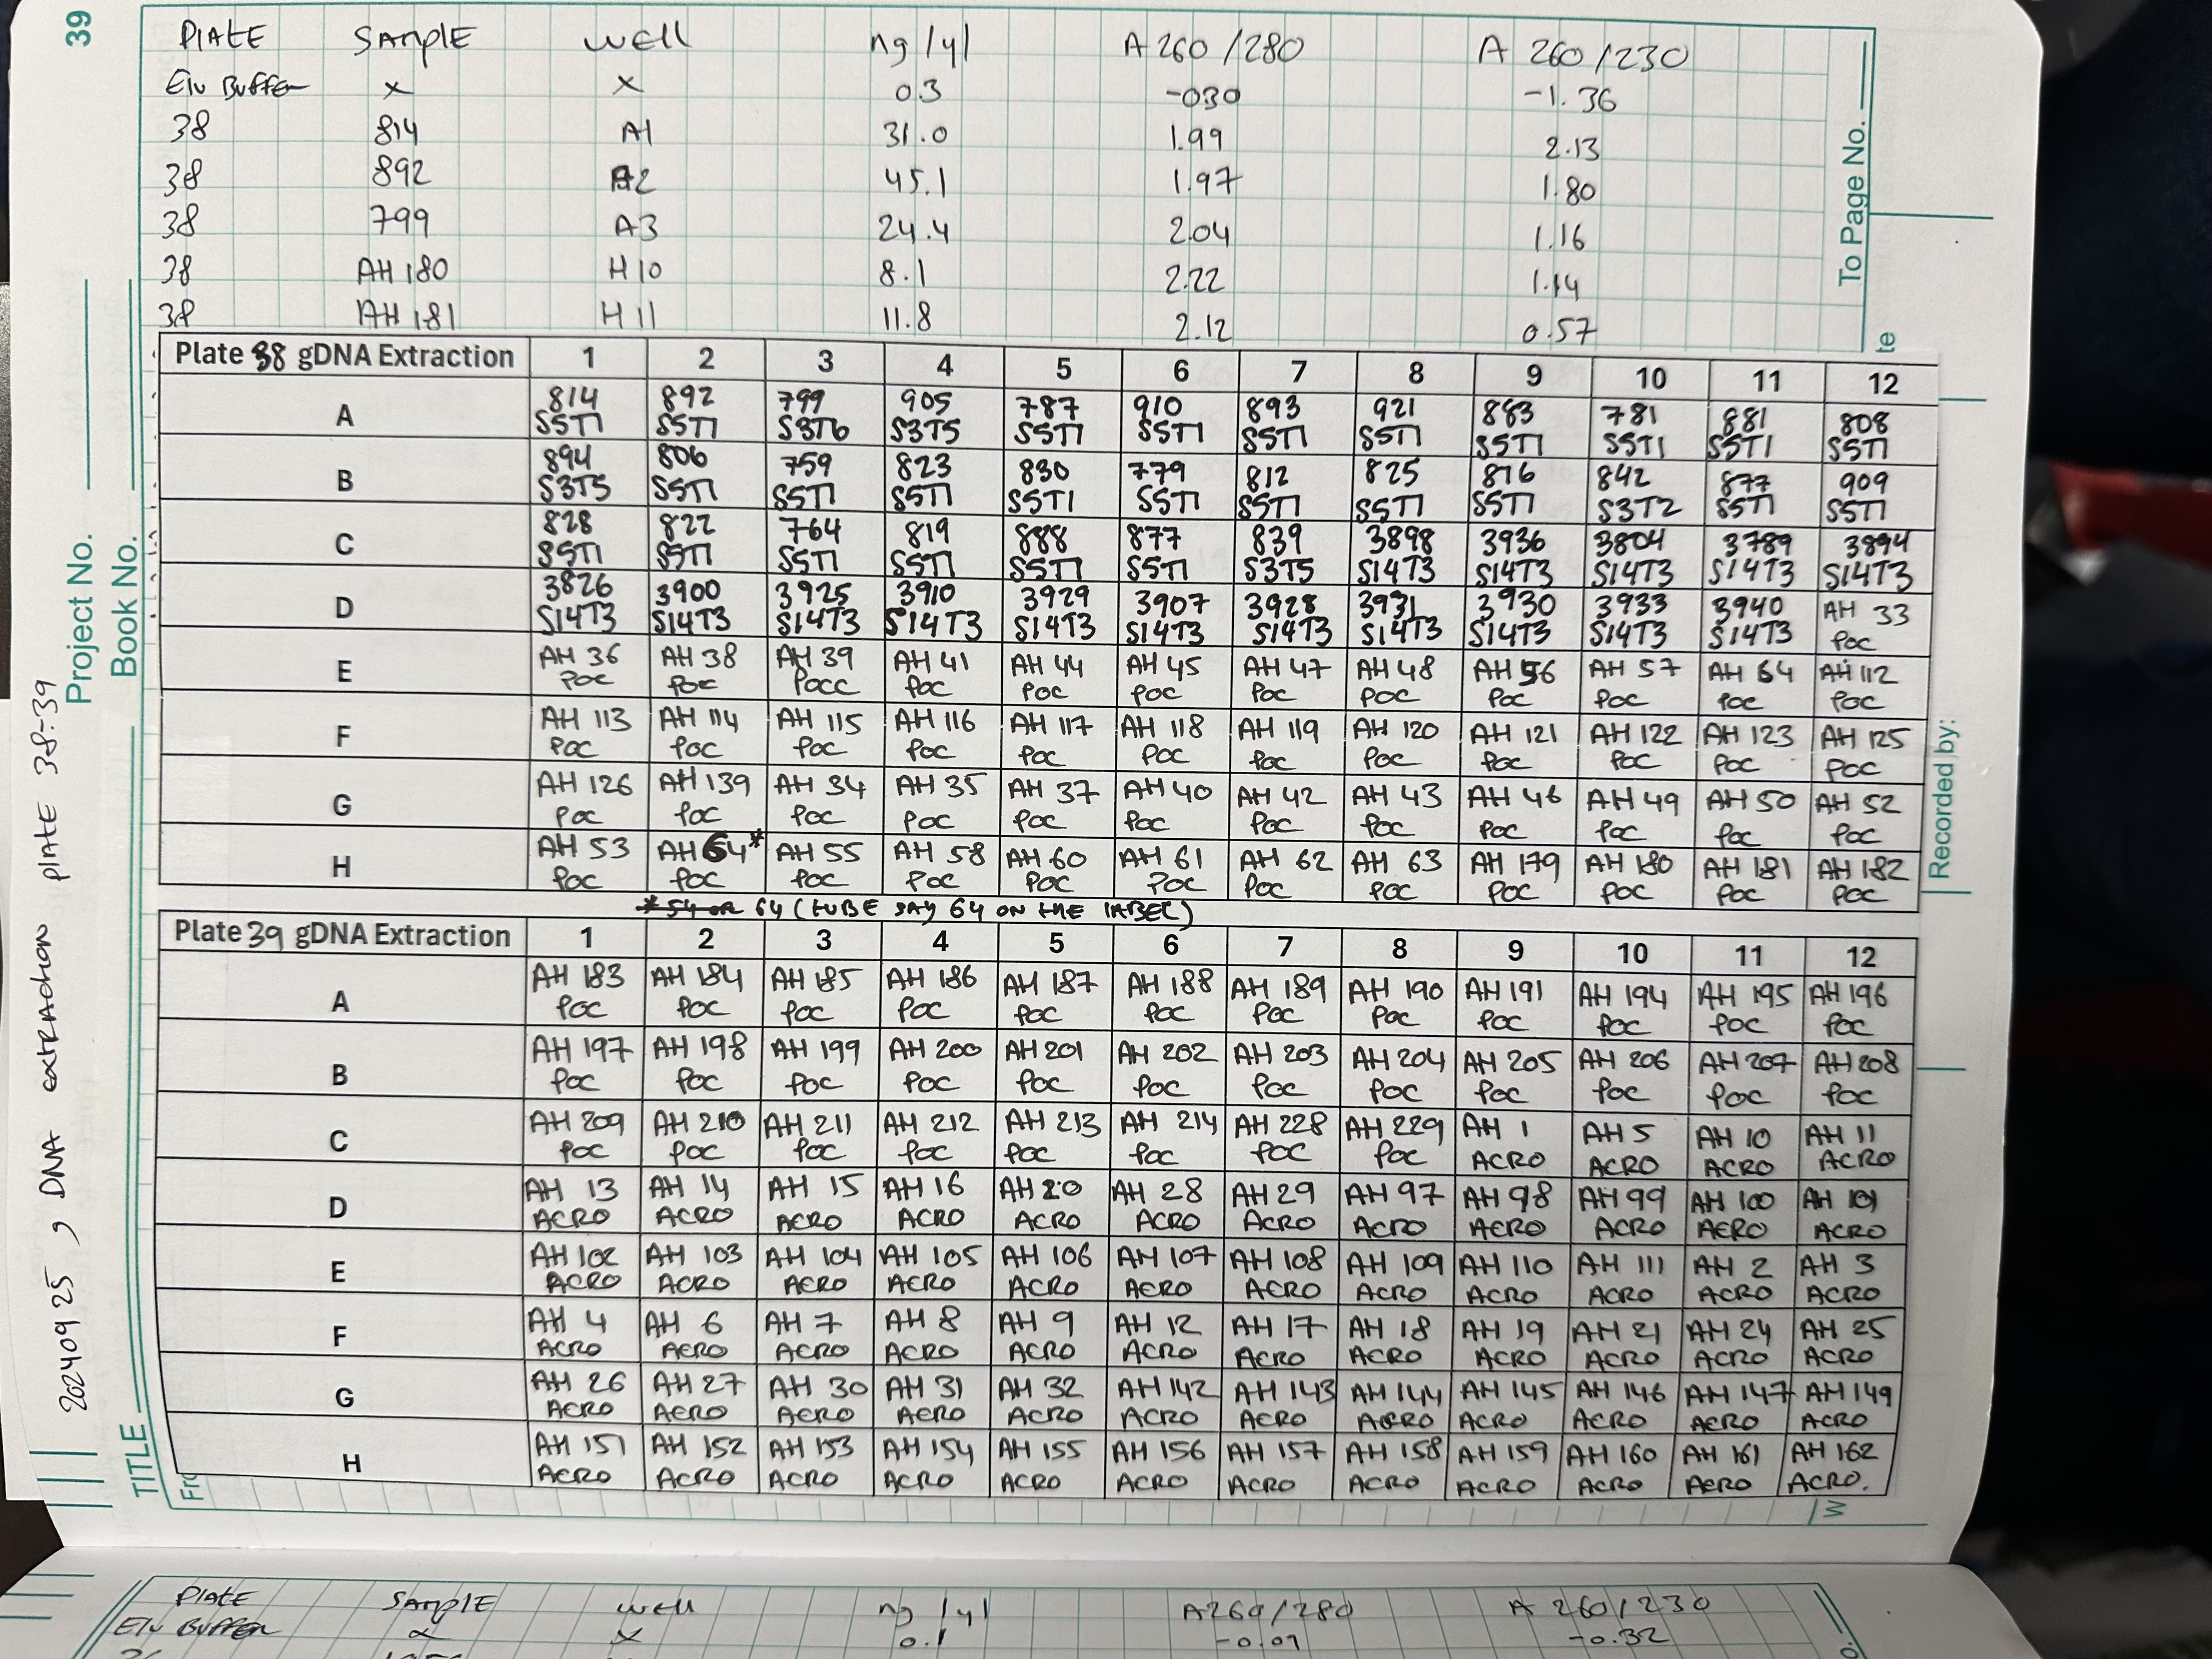 39
Project No.
Book No.
TITLE
20240925, DNA extraction plate 38-39
To Page No.
Recorded by:
PlATE SAmplE well ng/yl A 260/280 A 260/230
Elu BuffEr x x 0.3 -030 -1.36
38 814 A1 31.0 1.99 2.13
38 892 A2 45.1 1.97 1.80
38 799 A3 24.4 2.04 1.16
38 AH 180 H10 8.1 2.22 1.14
38 AH 181 H11 11.8 2.12 0.57
Plate 38 gDNA Extraction 1 2 3 4 5 6 7 8 9 10 11 12
814 892 799 905 787 910 893 921 883 781 881 808
A S5T1 S5T1 S3T6 S3T5 S5T1 S5T1 S5T1 S5T1 S5T1 S5T1 S5T1 S5T1
894 806 759 823 830 779 812 825 816 842 877 909
B S3T5 S5T1 S5T1 S5T1 S5T1 S5T1 S5T1 S5T1 S5T1 S3T2 S5T1 S5T1
828 822 764 819 888 877 839 3898 3936 3804 3789 3894
C S5T1 S5T1 S5T1 S5T1 S5T1 S5T1 S3T5 S14T3 S14T3 S14T3 S14T3 S14T3
3826 3900 3925 3910 3929 3907 3928 3931 3930 3933 3940 AH 33
D S14T3 S14T3 S14T3 S14T3 S14T3 S14T3 S14T3 S14T3 S14T3 S14T3 S14T3 Poc
AH 36 AH 38 AH 39 AH 41 AH 44 AH 45 AH 47 AH 48 AH 56 AH 57 AH 64 AH 112
E Poc Poc Pocc Poc Poc Poc Poc Poc Poc Poc Poc Poc
AH 113 AH 114 AH 115 AH 116 AH 117 AH 118 AH 119 AH 120 AH 121 AH 122 AH 123 AH 125
F Poc Poc Poc Poc Poc Poc Poc Poc Poc Poc Poc Poc
AH 126 AH 139 AH 34 AH 35 AH 37 AH 40 AH 42 AH 43 AH 46 AH 49 AH 50 AH 52
G Poc Poc Poc Poc Poc Poc Poc Poc Poc Poc Poc Poc
AH 53 AH 64* AH 55 AH 58 AH 60 AH 61 AH 62 AH 63 AH 179 AH 180 AH 181 AH 182
H Poc Poc Poc Poc Poc Poc Poc Poc Poc Poc Poc Poc
*54 or 64 (tubE say 64 on the label)
Plate 39 gDNA Extraction 1 2 3 4 5 6 7 8 9 10 11 12
AH 183 AH 184 AH 185 AH 186 AH 187 AH 188 AH 189 AH 190 AH 191 AH 194 AH 195 AH 196
A Poc Poc Poc Poc Poc Poc Poc Poc Poc Poc Poc Poc
AH 197 AH 198 AH 199 AH 200 AH 201 AH 202 AH 203 AH 204 AH 205 AH 206 AH 207 AH 208
B Poc Poc Poc Poc Poc Poc Poc Poc Poc Poc Poc Poc
AH 209 AH 210 AH 211 AH 212 AH 213 AH 214 AH 228 AH 229 AH 1 AH 5 AH 10 AH 11
C Poc Poc Poc Poc Poc Poc Poc Poc ACRO ACRO ACRO ACRO
AH 13 AH 14 AH 15 AH 16 AH 20 AH 28 AH 29 AH 97 AH 98 AH 99 AH 100 AH 101
D ACRO ACRO ACRO ACRO ACRO ACRO ACRO ACRO ACRO ACRO ACRO ACRO
AH 102 AH 103 AH 104 AH 105 AH 106 AH 107 AH 108 AH 109 AH 110 AH 111 AH 2 AH 3
E ACRO ACRO ACRO ACRO ACRO ACRO ACRO ACRO ACRO ACRO ACRO ACRO
AH 4 AH 6 AH 7 AH 8 AH 9 AH 12 AH 17 AH 18 AH 19 AH 21 AH 24 AH 25
F ACRO ACRO ACRO ACRO ACRO ACRO ACRO ACRO ACRO ACRO ACRO ACRO
AH 26 AH 27 AH 30 AH 31 AH 32 AH 142 AH 143 AH 144 AH 145 AH 146 AH 147 AH 149
G ACRO ACRO ACRO ACRO ACRO ACRO ACRO ACRO ACRO ACRO ACRO ACRO
AH 151 AH 152 AH 153 AH 154 AH 155 AH 156 AH 157 AH 158 AH 159 AH 160 AH 161 AH 162
H ACRO ACRO ACRO ACRO ACRO ACRO ACRO ACRO ACRO ACRO ACRO ACRO.
PlatE SAmplE well ng/yl A260/280 A 260/230
Elu BuffEr x x 0.1 -0.09 -0.32